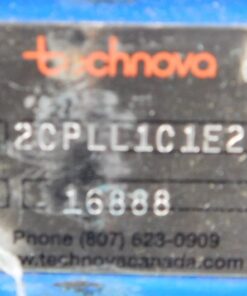 technova
2CPLL1C1E2
16888
Phone (807) 623-0909
www.technovacanada.com